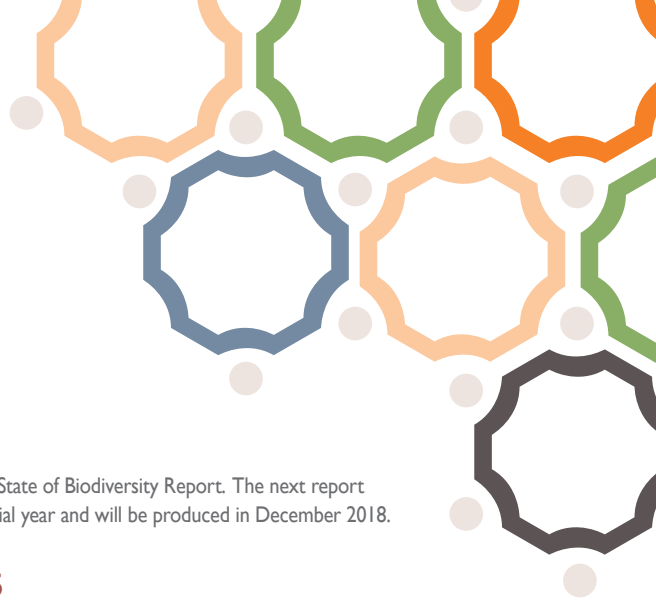 State of Biodiversity Report. The next report
ial year and will be produced in December 2018.